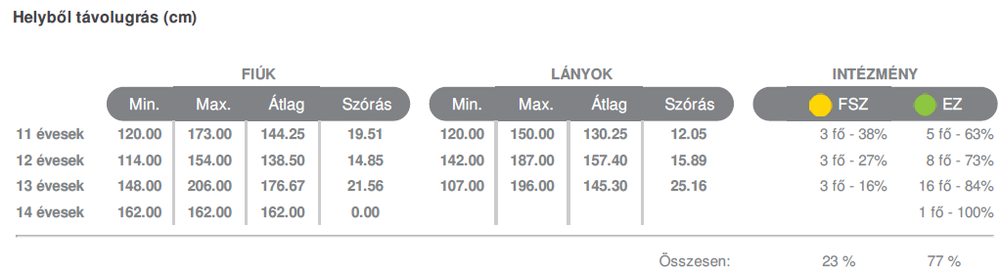 Helyből távolugrás (cm)
FIÚK LÁNYOK INTÉZMÉNY
Min. Max. Átlag Szórás Min. Max. Átlag Szórás FSZ EZ
11 évesek 120.00 173.00 144.25 19.51 120.00 150.00 130.25 12.05 3 fő - 38% 5 fő - 63%
12 évesek 114.00 154.00 138.50 14.85 142.00 187.00 157.40 15.89 3 fő - 27% 8 fő - 73%
13 évesek 148.00 206.00 176.67 21.56 107.00 196.00 145.30 25.16 3 fő - 16% 16 fő - 84%
14 évesek 162.00 162.00 162.00 0.00 1 fő - 100%
Összesen: 23 % 77 %